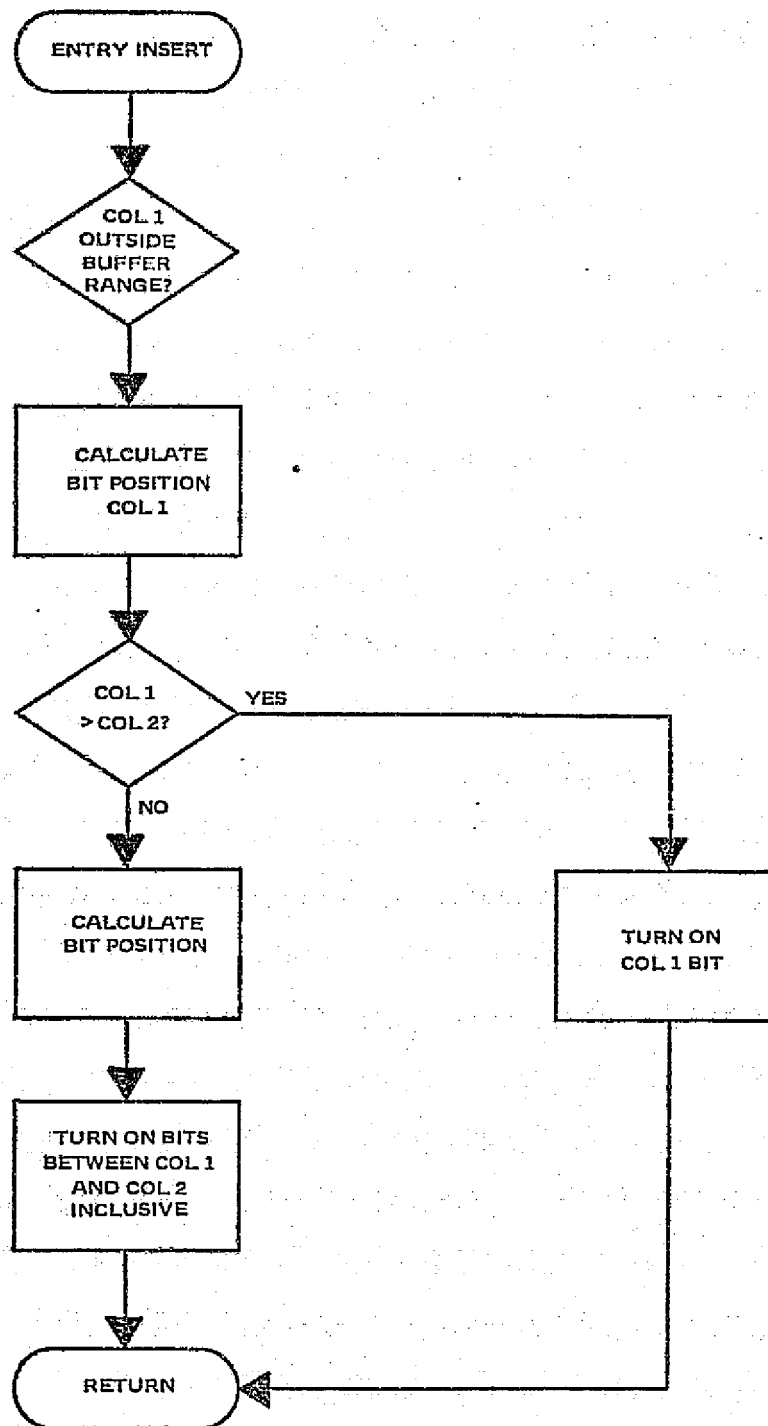 ENTRY INSERT
COL 1
OUTSIDE
BUFFER
RANGE?
CALCULATE
BIT POSITION
COL 1
COL 1
> COL 2?
YES
NO
CALCULATE
BIT POSITION
TURN ON
COL 1 BIT
TURN ON BITS
BETWEEN COL 1
AND COL 2
INCLUSIVE
RETURN